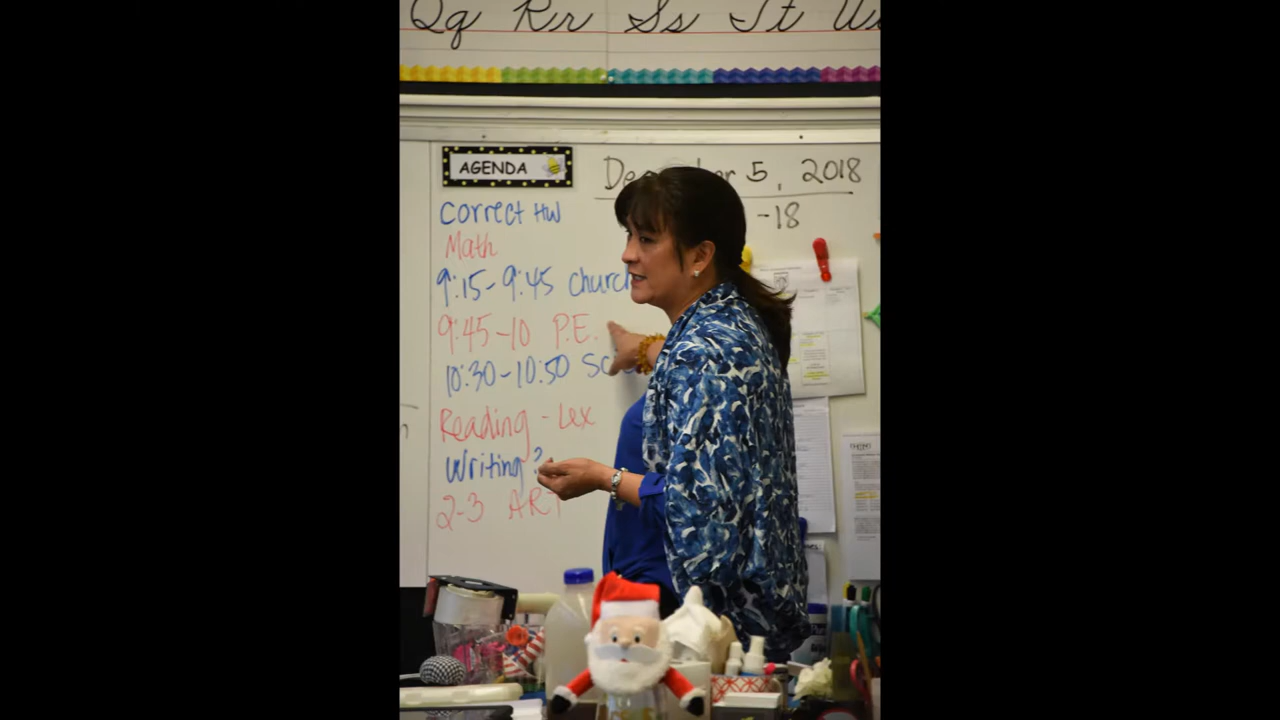 Qq Rr Ss Tt Uu
AGENDA
December 5, 2018
-18
Correct HW
Math
9:15-9:45 Church
9:45-10 P.E.
10:30-10:50
Reading - Lex
Writing?
2-3 ART